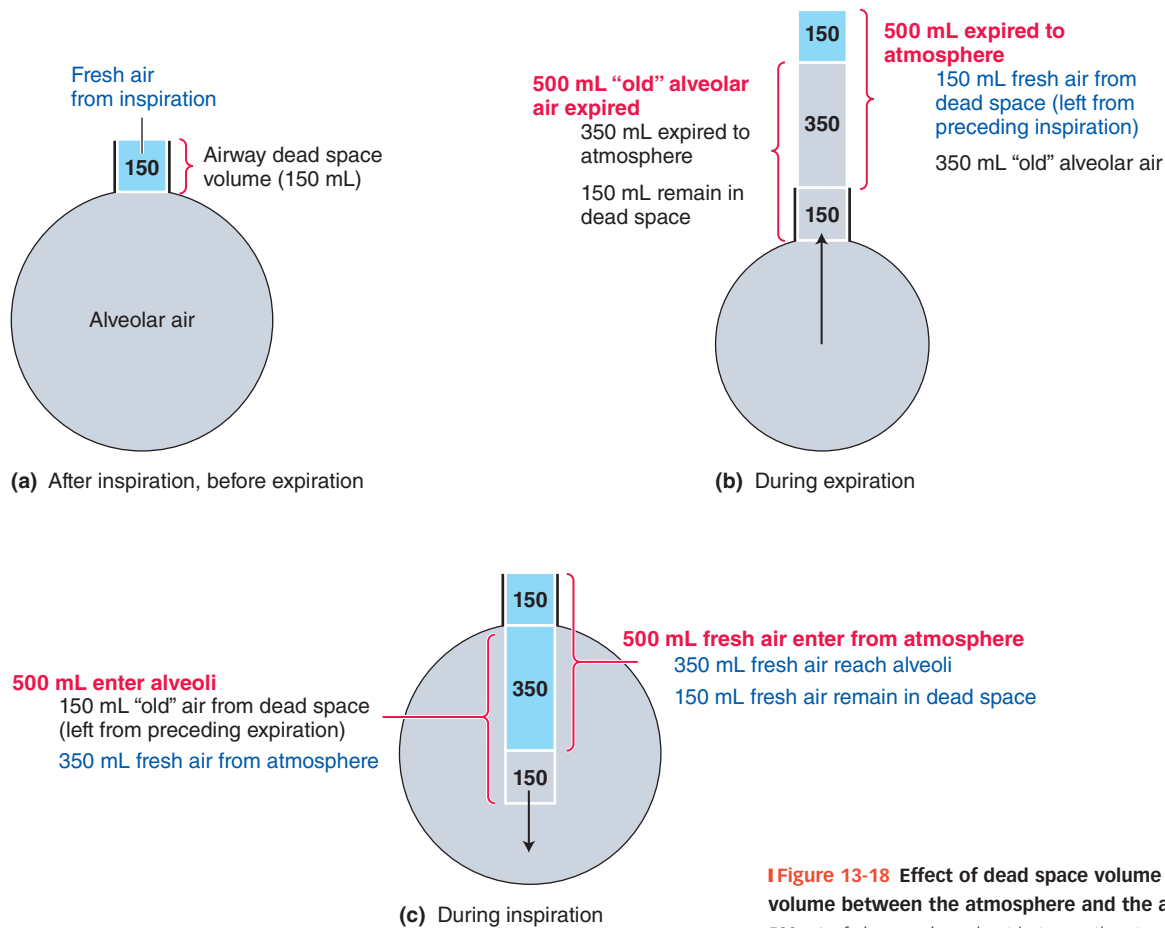 Fresh air
from inspiration
150
Airway dead space
volume (150 mL)
Alveolar air
(a) After inspiration, before expiration
150
500 mL expired to
atmosphere
150 mL fresh air from
dead space (left from
preceding inspiration)
350 mL “old” alveolar air
500 mL “old” alveolar
air expired
350 mL expired to
atmosphere
150 mL remain in
dead space
350
150
(b) During expiration
150
500 mL fresh air enter from atmosphere
350 mL fresh air reach alveoli
150 mL fresh air remain in dead space
350
500 mL enter alveoli
150 mL “old” air from dead space
(left from preceding expiration)
350 mL fresh air from atmosphere
150
(c) During inspiration
Figure 13-18 Effect of dead space volume
volume between the atmosphere and the a